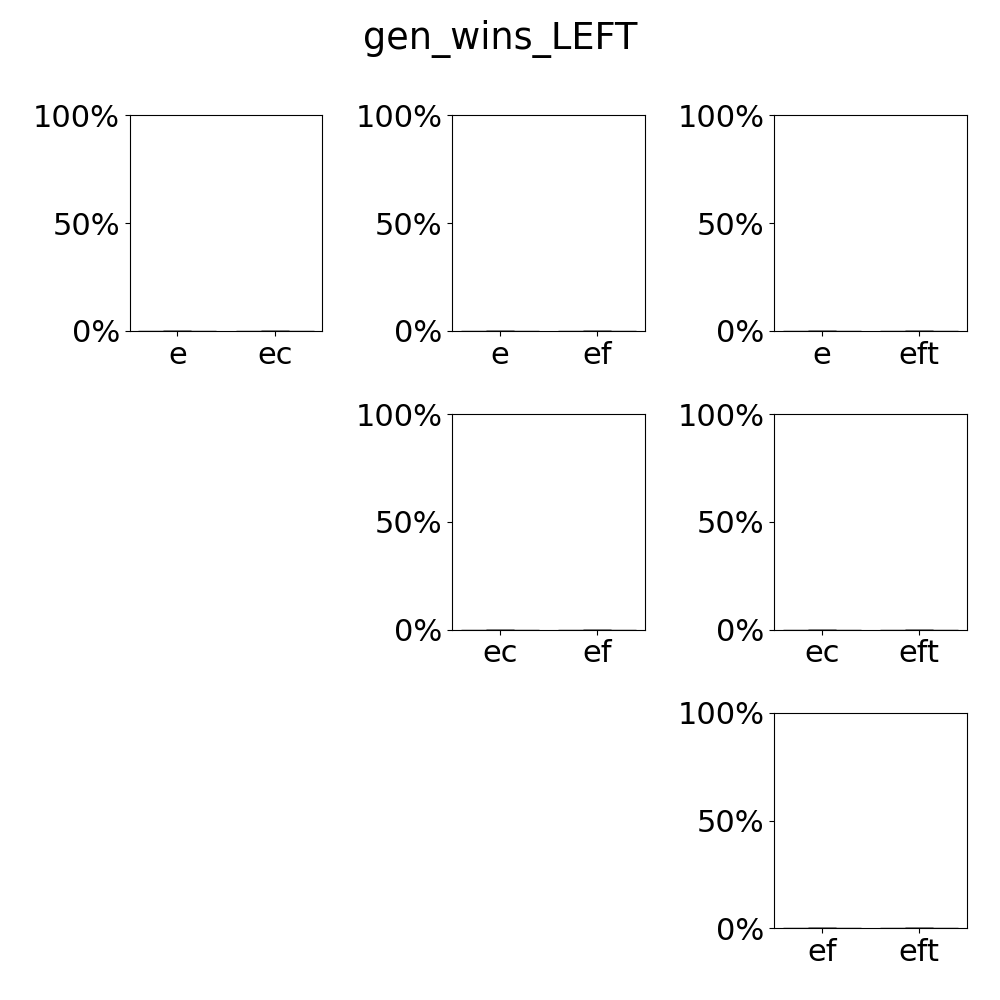 gen_wins_LEFT
100% 100% 100%
50% 50% 50%
0% 0% 0%
e ec e ef e eft
100% 100%
50% 50%
0% 0%
ec ef ec eft
100%
50%
0%
ef eft